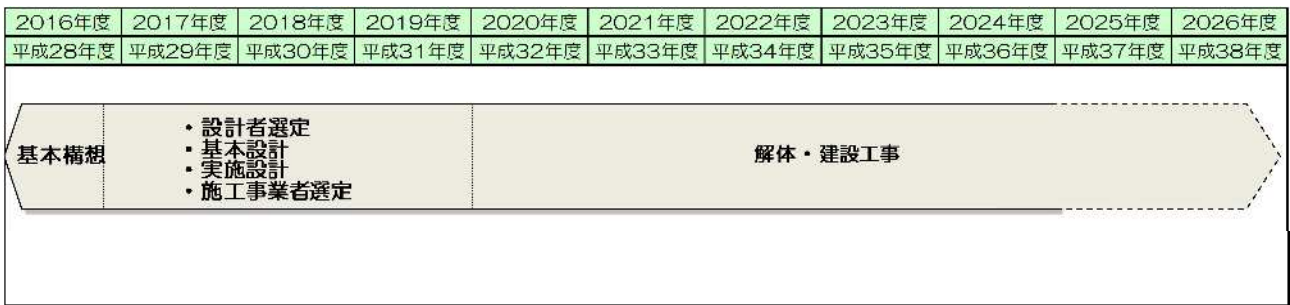 2016年度 2017年度 2018年度 2019年度 2020年度 2021年度 2022年度 2023年度 2024年度 2025年度 2026年度
平成28年度 平成29年度 平成30年度 平成31年度 平成32年度 平成33年度 平成34年度 平成35年度 平成36年度 平成37年度 平成38年度
基本構想
・設計者選定
・基本設計
・実施設計
・施工事業者選定
解体・建設工事